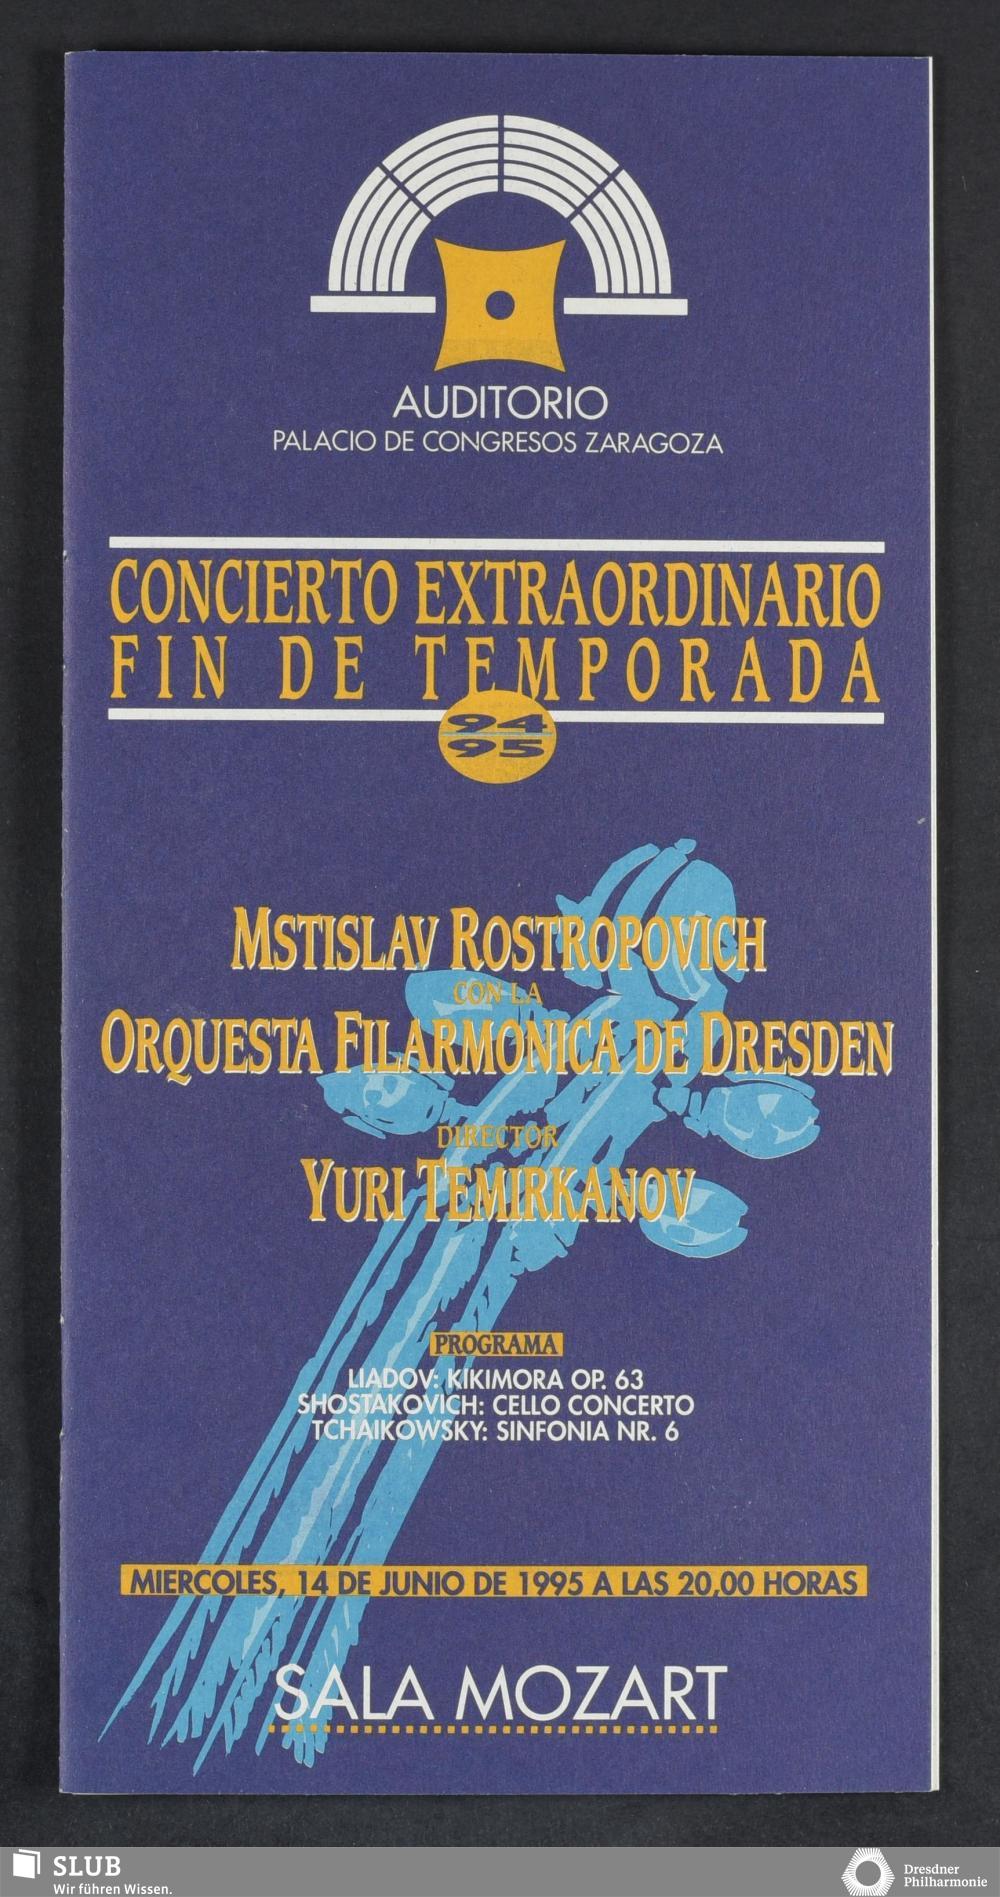 AUDITORIO
PALACIO DE CONGRESOS ZARAGOZA
CONCIERTO EXTRAORDINARIO
FIN DE TEMPORADA
94
95
MSTISLAV ROSTROPOVICH
CON LA
ORQUESTA FILARMONICA DE DRESDEN
DIRECTOR
YURI TEMIRKANOV
PROGRAMA
LIADOV: KIKIMORA OP. 63
SHOSTAKOVICH: CELLO CONCERTO
TCHAIKOWSKY: SINFONIA NR. 6
MIERCOLES, 14 DE JUNIO DE 1995 A LAS 20,00 HORAS
SALA MOZART
SLUB
Wir führen Wissen.
Dresdner
Philharmonie